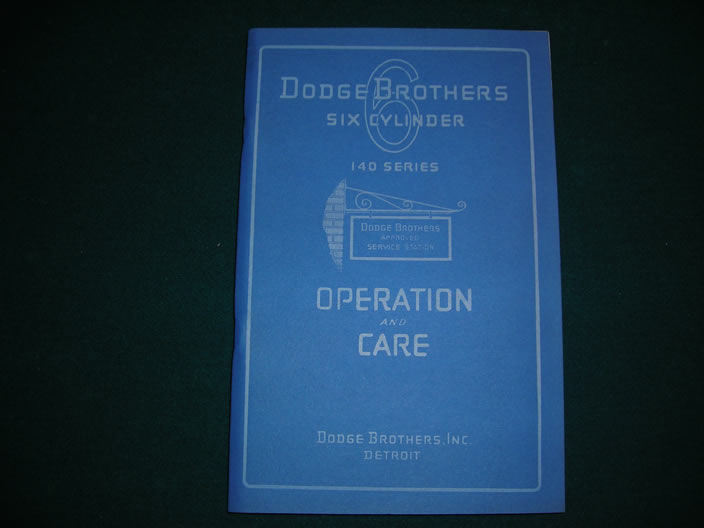 6
DODGE BROTHERS
SIX CYLINDER
140 SERIES
DODGE BROTHERS
APPROVED
SERVICE STATION
OPERATION
AND
CARE
DODGE BROTHERS, INC.
DETROIT